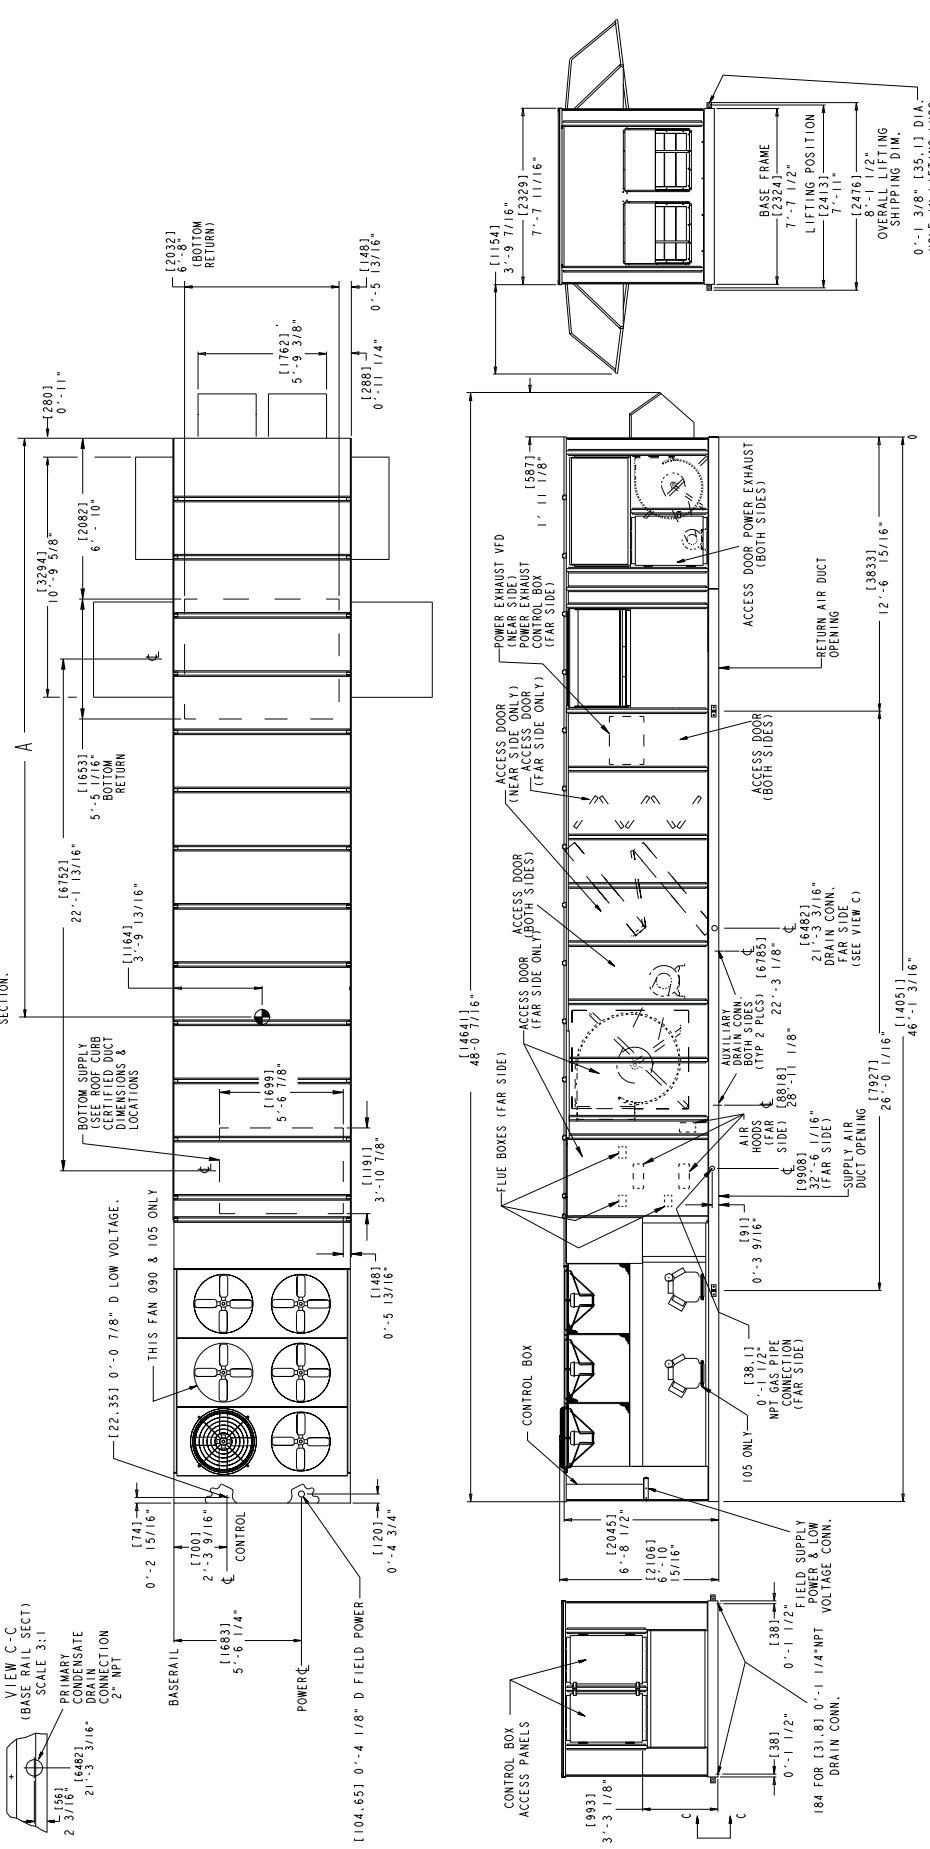 SECTION.
A
[280]
0'-11"
[3294]
10'-9 5/8"
[2082]
6'-10"
[1653]
5'-5 1/16"
BOTTOM
RETURN
[6752]
22'-1 13/16"
[1164]
3'-9 13/16"
BOTTOM SUPPLY
(SEE ROOF CURB
CERTIFIED DUCT
DIMENSIONS &
LOCATIONS
[2032]
6'-8"
(BOTTOM
RETURN)
[148]
0'-5 13/16"
[1762]
5'-9 3/8"
[288]
0'-11 1/4"
[1699]
5'-6 7/8"
[1191]
3'-10 7/8"
[148]
0'-5 13/16"
THIS FAN 090 & 105 ONLY
[22.35] 0'-0 7/8" D LOW VOLTAGE.
[74]
0'-2 15/16"
[700]
2'-3 9/16"
CONTROL
[120]
0'-4 3/4"
[1683]
5'-6 1/4"
BASERAIL
POWER
[104.65] 0'-4 1/8" D FIELD POWER
VIEW C-C
(BASE RAIL SECT)
SCALE 3:1
PRIMARY
CONDENSATE
DRAIN
CONNECTION
2" NPT
[56]
2 3/16"
[6482]
21'-3 3/16"
[1154]
3'-9 7/16"
[2329]
7'-7 11/16"
BASE FRAME
[2324]
7'-7 1/2"
LIFTING POSITION
[2413]
7'-11"
[2476]
8'-1 1/2"
OVERALL LIFTING
SHIPPING DIM.
0'-1 3/8" [35.1] DIA.
[14641]
48-0 7/16"
[587]
1' 11 1/8"
POWER EXHAUST VFD
(NEAR SIDE)
POWER EXHAUST
CONTROL BOX
(FAR SIDE)
ACCESS DOOR
(NEAR SIDE ONLY)
ACCESS DOOR
(FAR SIDE ONLY)
ACCESS DOOR
(BOTH SIDES)
ACCESS DOOR
(FAR SIDE ONLY)
FLUE BOXES (FAR SIDE)
CONTROL BOX
ACCESS DOOR POWER EXHAUST
(BOTH SIDES)
RETURN AIR DUCT
OPENING
ACCESS DOOR
(BOTH SIDES)
[3833]
12'-6 15/16"
0
[6482]
21'-3 3/16"
DRAIN CONN.
FAR SIDE
(SEE VIEW C)
[6785]
22'-3 1/8"
AUXILIARY
DRAIN CONN.
BOTH SIDES
(TYP 2 PLCS)
[8818]
28'-11 1/8"
AIR
HOODS
(FAR
SIDE)
[9908]
32'-6 1/16"
(FAR SIDE)
SUPPLY AIR
DUCT OPENING
[7927]
26'-0 1/16"
[14051]
46'-1 3/16"
[91]
0'-3 9/16"
[38.1]
0'-1 1/2"
NPT GAS PIPE
CONNECTION
(FAR SIDE)
105 ONLY
[2045]
6'-8 1/2"
[2106]
6'-10
15/16"
FIELD SUPPLY
POWER & LOW
VOLTAGE CONN.
CONTROL BOX
ACCESS PANELS
[993]
3'-3 1/8"
C
C
[38]
0'-1 1/2"
[38]
0'-1 1/2"
184 FOR [31.8] 0'-1 1/4"NPT
DRAIN CONN.